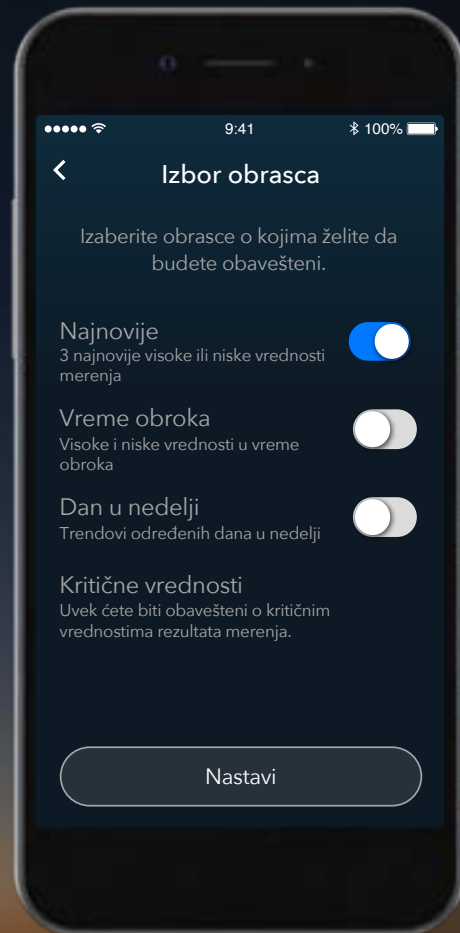 9:41
100%
Izbor obrasca
Izaberite obrasce o kojima želite da
budete obavešteni.
Najnovije
3 najnovije visoke ili niske vrednosti
merenja
Vreme obroka
Visoke i niske vrednosti u vreme
obroka
Dan u nedelji
Trendovi određenih dana u nedelji
Kritične vrednosti
Uvek ćete biti obavešteni o kritičnim
vrednostima rezultata merenja.
Nastavi